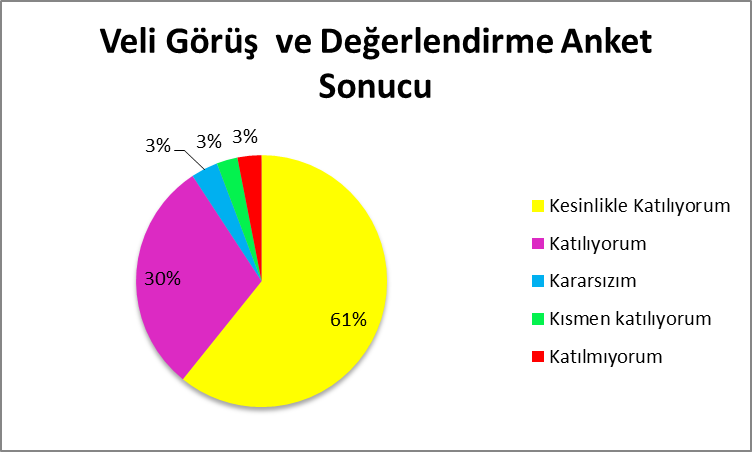 Veli Görüş  ve Değerlendirme Anket
Sonucu
3%
3%
3%
30%
61%
Kesinlikle Katılıyorum
Katılıyorum
Kararsızım
Kısmen katılıyorum
Katılmıyorum